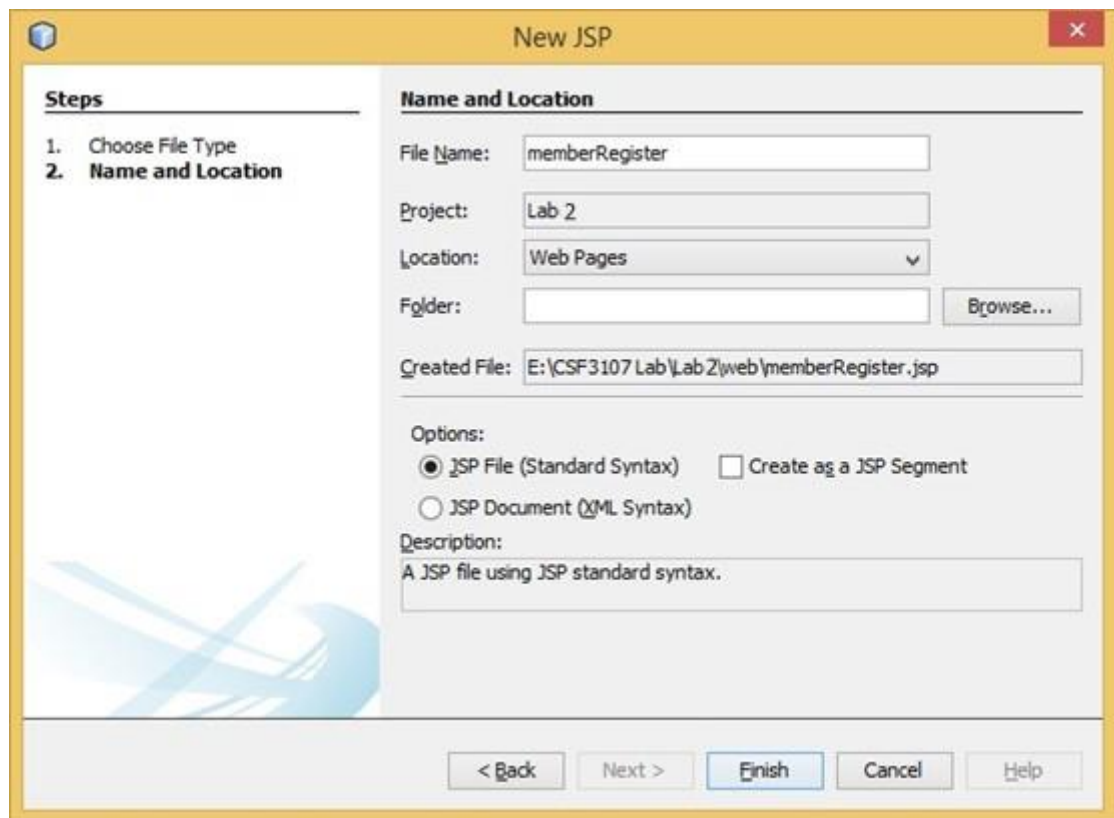 New JSP
Steps
1. Choose File Type
2. Name and Location
Name and Location
File Name: memberRegister
Project: Lab 2
Location: Web Pages
Folder: Browse...
Created File: E:\CSF3107 Lab\Lab 2\web\memberRegister.jsp
Options:
JSP File (Standard Syntax) Create as a JSP Segment
JSP Document (XML Syntax)
Description:
A JSP file using JSP standard syntax.
< Back Next > Finish Cancel Help